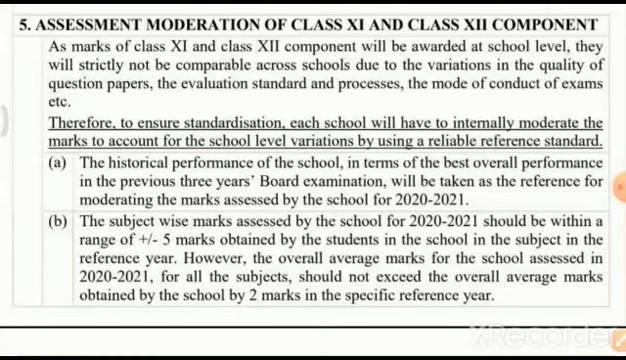 5. ASSESSMENT MODERATION OF CLASS XI AND CLASS XII COMPONENT
As marks of class XI and class XII component will be awarded at school level, they
will strictly not be comparable across schools due to the variations in the quality of
question papers, the evaluation standard and processes, the mode of conduct of exams
etc.
Therefore, to ensure standardisation, each school will have to internally moderate the
marks to account for the school level variations by using a reliable reference standard.
(a) The historical performance of the school, in terms of the best overall performance
in the previous three years' Board examination, will be taken as the reference for
moderating the marks assessed by the school for 2020-2021.
(b) The subject wise marks assessed by the school for 2020-2021 should be within a
range of +/- 5 marks obtained by the students in the school in the subject in the
reference year. However, the overall average marks for the school assessed in
2020-2021, for all the subjects, should not exceed the overall average marks
obtained by the school by 2 marks in the specific reference year.
XRecorder